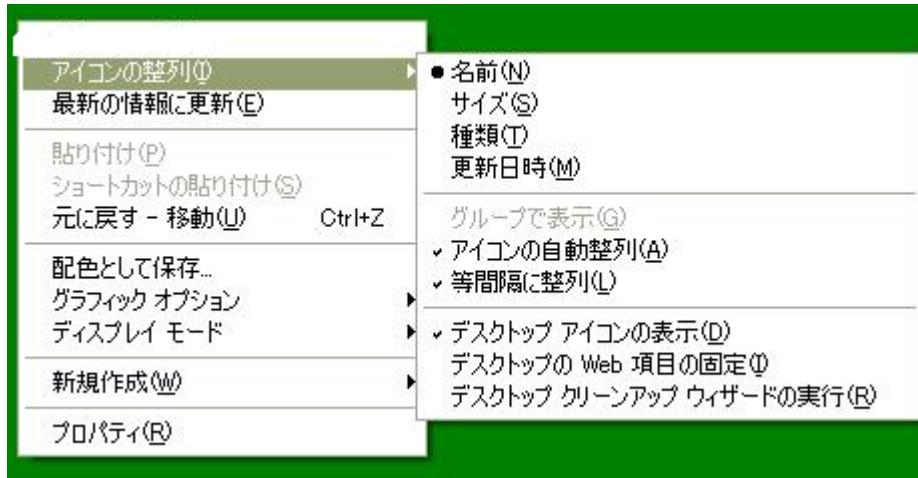 アイコンの整列(I)
最新の情報に更新(E)
貼り付け(P)
ショートカットの貼り付け(S)
元に戻す - 移動(U) Ctrl+Z
配色として保存...
グラフィック オプション
ディスプレイ モード
新規作成(W)
プロパティ(R)
名前(N)
サイズ(S)
種類(T)
更新日時(M)
グループで表示(G)
アイコンの自動整列(A)
等間隔に整列(L)
デスクトップ アイコンの表示(D)
デスクトップの Web 項目の固定(I)
デスクトップ クリーンアップ ウィザードの実行(R)